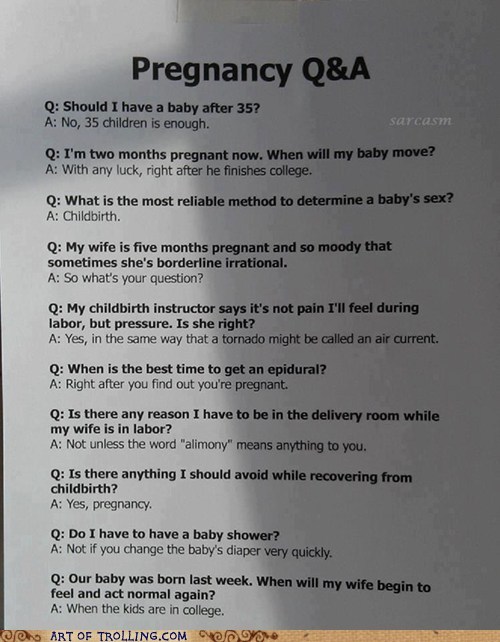 Pregnancy Q&A
Q: Should I have a baby after 35?
A: No, 35 children is enough.
sarcasm
Q: I'm two months pregnant now. When will my baby move?
A: With any luck, right after he finishes college.
Q: What is the most reliable method to determine a baby's sex?
A: Childbirth.
Q: My wife is five months pregnant and so moody that
sometimes she's borderline irrational.
A: So what's your question?
Q: My childbirth instructor says it's not pain I'll feel during
labor, but pressure. Is she right?
A: Yes, in the same way that a tornado might be called an air current.
Q: When is the best time to get an epidural?
A: Right after you find out you're pregnant.
Q: Is there any reason I have to be in the delivery room while
my wife is in labor?
A: Not unless the word "alimony" means anything to you.
Q: Is there anything I should avoid while recovering from
childbirth?
A: Yes, pregnancy.
Q: Do I have to have a baby shower?
A: Not if you change the baby's diaper very quickly.
Q: Our baby was born last week. When will my wife begin to
feel and act normal again?
A: When the kids are in college.
ART OF TROLLING.COM